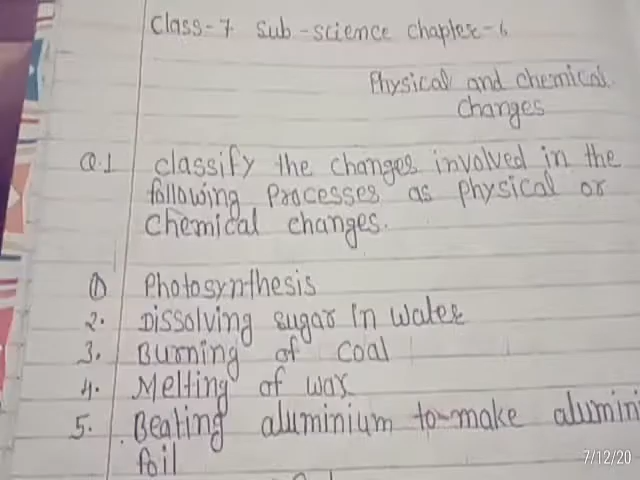 Class-7 Sub-science chapter-6
Physical and chemical
changes
Q.1 classify the changes involved in the
following processes as physical or
chemical changes.
① Photosynthesis
2. Dissolving sugar in water
3. Burning of coal
4. Melting of wax
5. Beating aluminium to make alumini
foil
7/12/20